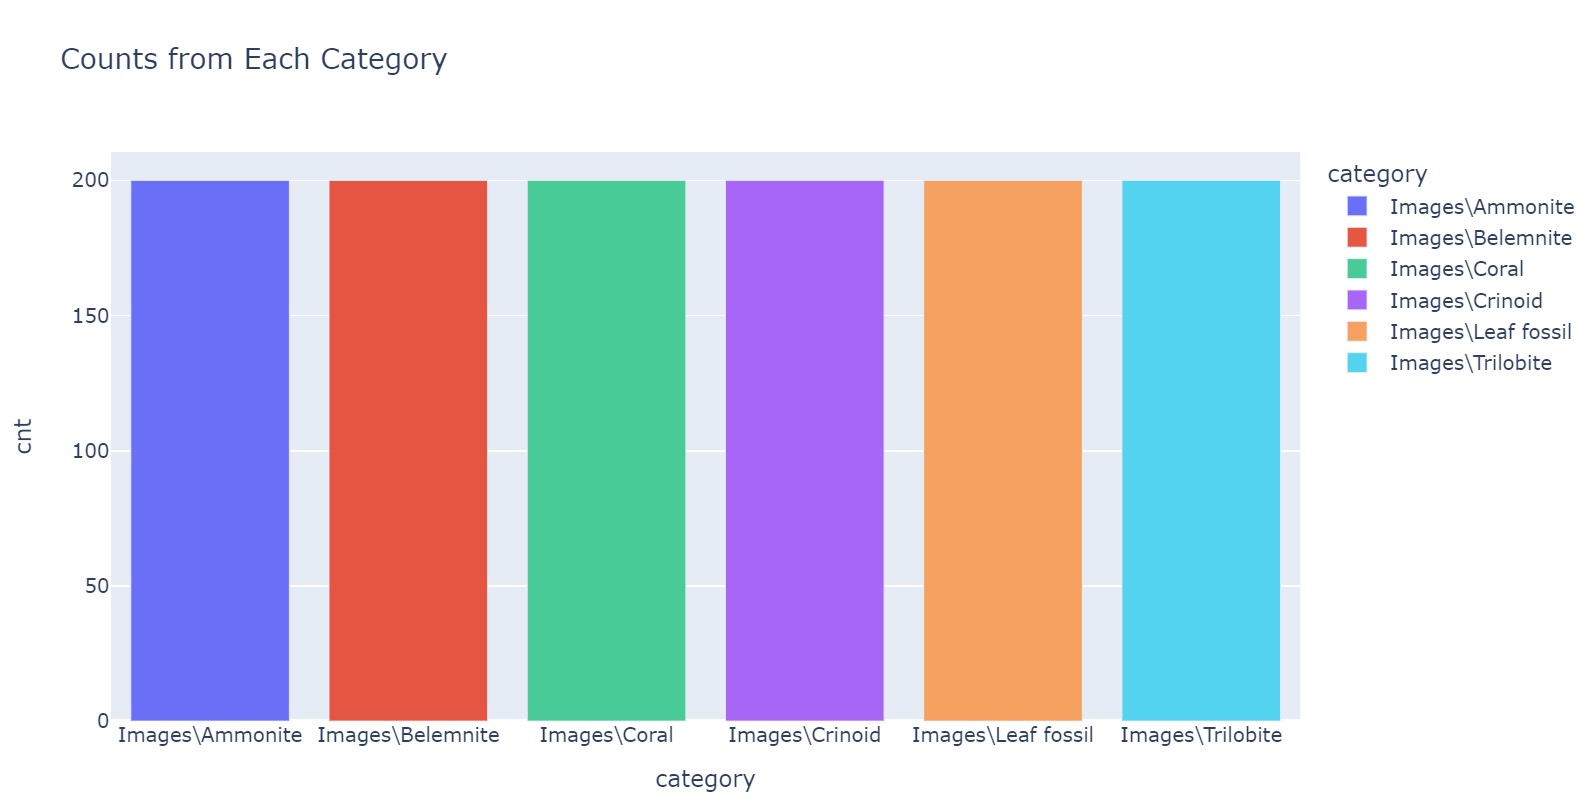 Counts from Each Category
200
150
100
50
0
cnt
Images\Ammonite Images\Belemnite Images\Coral Images\Crinoid Images\Leaf fossil Images\Trilobite
category
category
Images\Ammonite
Images\Belemnite
Images\Coral
Images\Crinoid
Images\Leaf fossil
Images\Trilobite